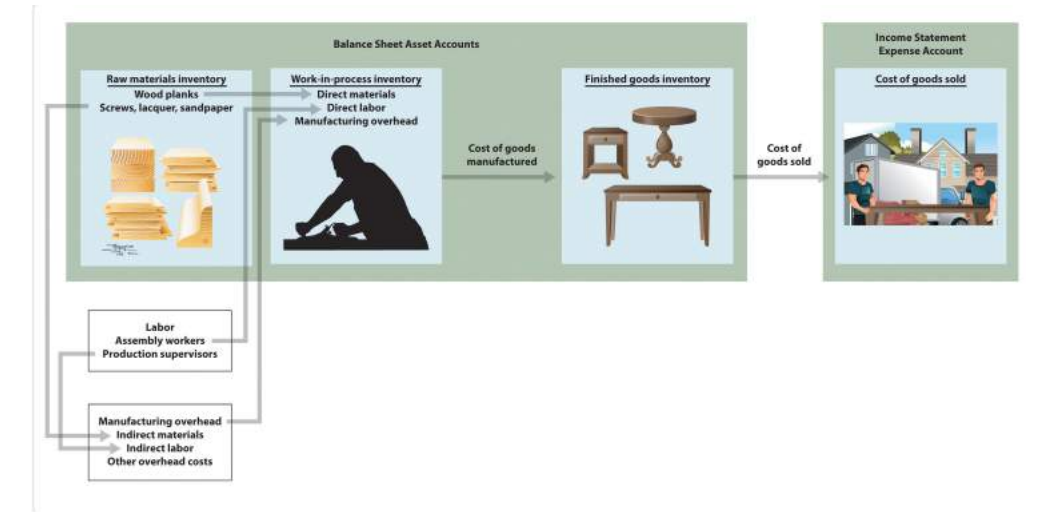 Balance Sheet Asset Accounts
Raw materials inventory
Wood planks
Screws, lacquer, sandpaper
Work-in-process inventory
Direct materials
Direct labor
Manufacturing overhead
Cost of goods
manufactured
Finished goods inventory
Cost of
goods sold
Income Statement
Expense Account
Cost of goods sold
Labor
Assembly workers
Production supervisors
Manufacturing overhead
Indirect materials
Indirect labor
Other overhead costs